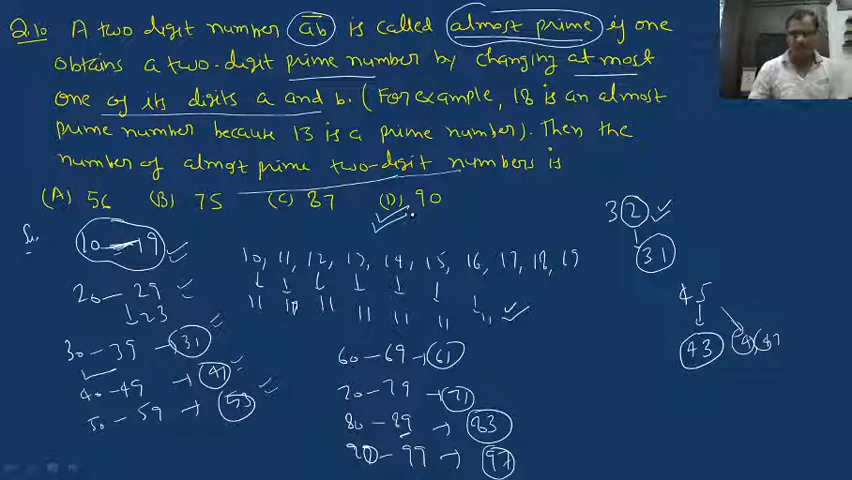 Q.10 A two digit number ab is called almost prime if one
obtains a two-digit prime number by changing at most
one of its digits a and b. (For example, 18 is an almost
prime number because 13 is a prime number). Then the
number of almost prime two-digit numbers is
(A) 56 (B) 75 (C) 87 (D) 90
10 — 19
20 — 29
23
30 — 39 → 31
40 — 49 → 41
50 — 59 → 53
10, 11, 12, 13, 14, 15, 16, 17, 18, 19
11 11 11 11 11 11
60 — 69 → 61
70 — 79 → 71
80 — 89 → 83
90 — 99 → 97
32
31
45
43 47